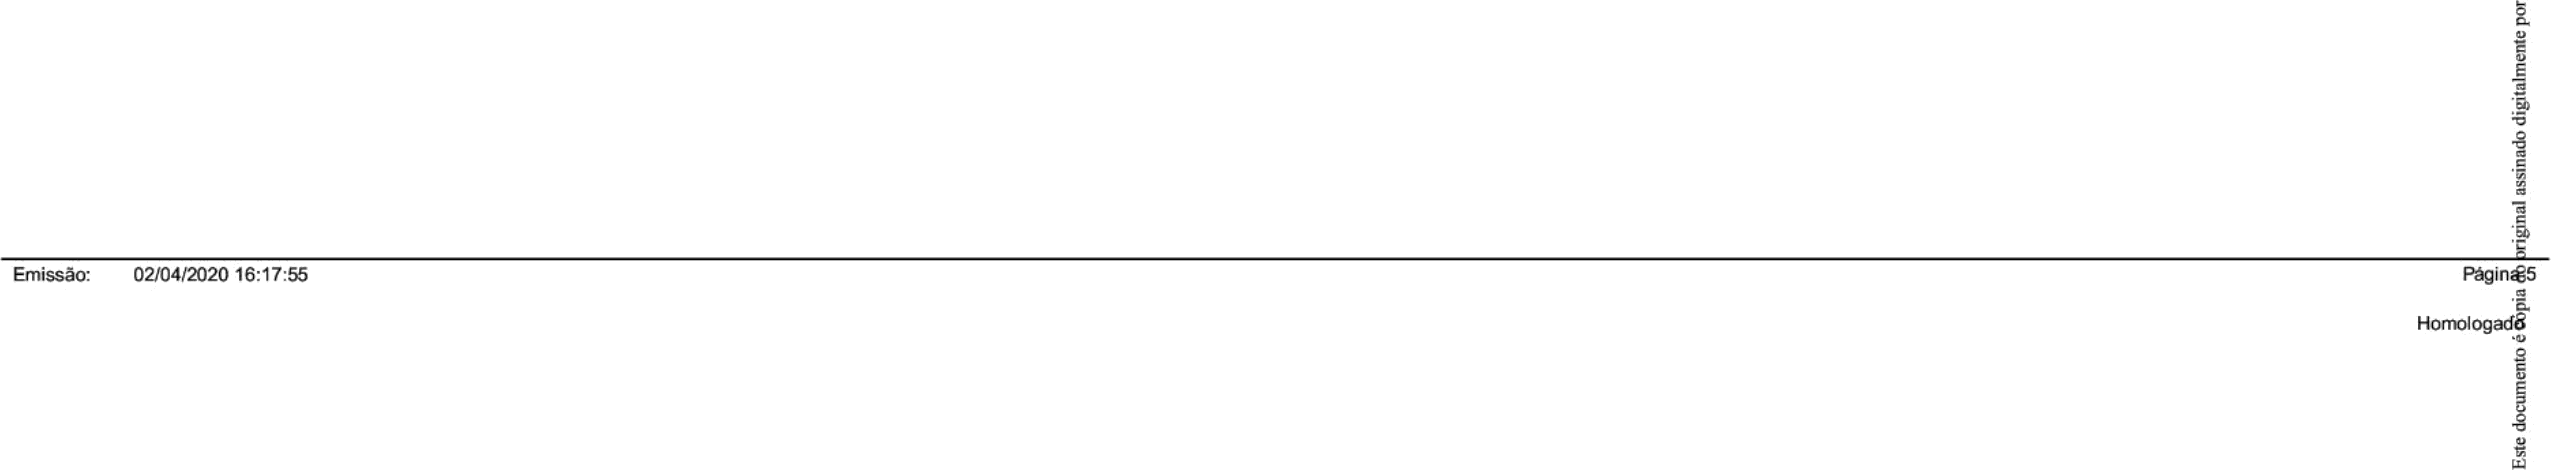 Emissão: 02/04/2020 16:17:55
Página 5
Homologado
Este documento é cópia do original assinado digitalmente por